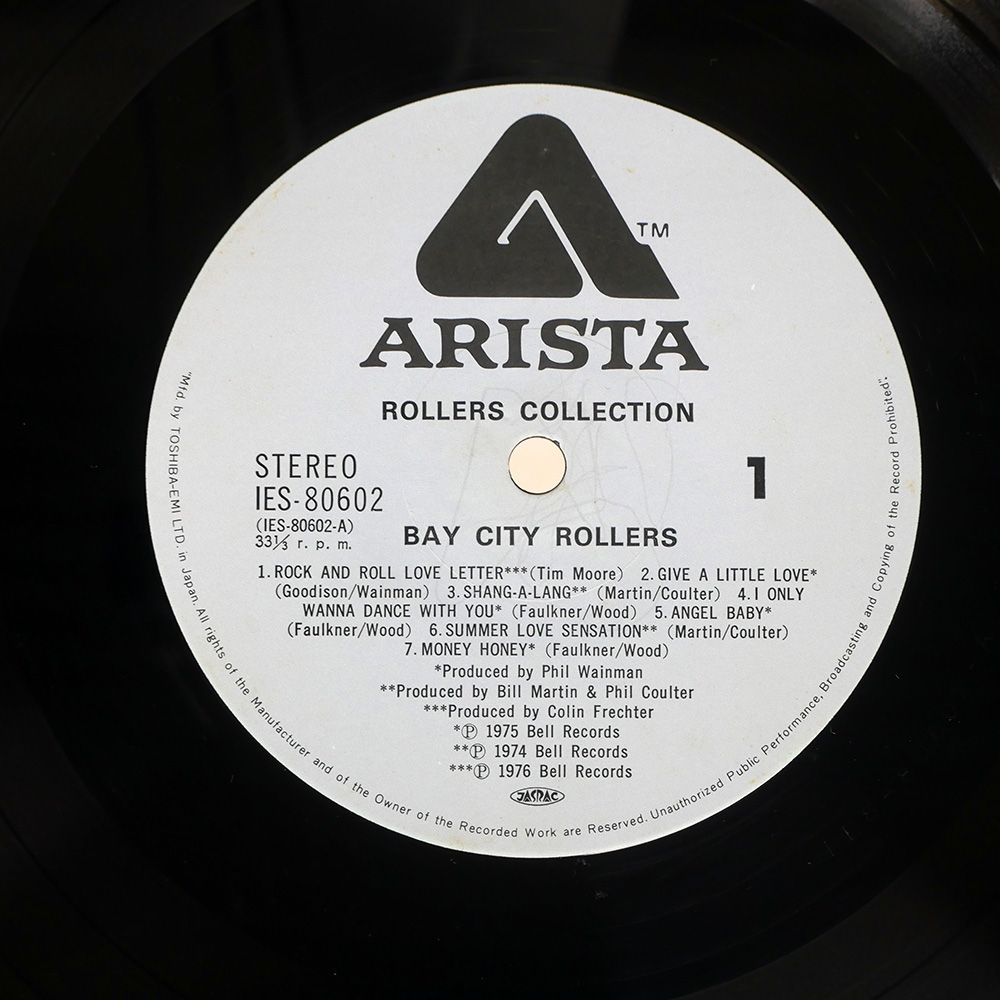 TM
ARISTA
ROLLERS COLLECTION
STEREO
IES-80602
(IES-80602-A)
33⅓ r. p. m.
1
BAY CITY ROLLERS
1. ROCK AND ROLL LOVE LETTER***(Tim Moore) 2. GIVE A LITTLE LOVE*
(Goodison/Wainman) 3. SHANG-A-LANG** (Martin/Coulter) 4. I ONLY
WANNA DANCE WITH YOU* (Faulkner/Wood) 5. ANGEL BABY*
(Faulkner/Wood) 6. SUMMER LOVE SENSATION** (Martin/Coulter)
7. MONEY HONEY* (Faulkner/Wood)
*Produced by Phil Wainman
**Produced by Bill Martin & Phil Coulter
***Produced by Colin Frechter
*Ⓟ 1975 Bell Records
**Ⓟ 1974 Bell Records
***Ⓟ 1976 Bell Records
JASRAC
"Mfd. by TOSHIBA-EMI LTD. in Japan. All rights of the Manufacturer and of the Owner of the Recorded Work are Reserved. Unauthorized Public Performance, Broadcasting and Copying of the Record Prohibited".